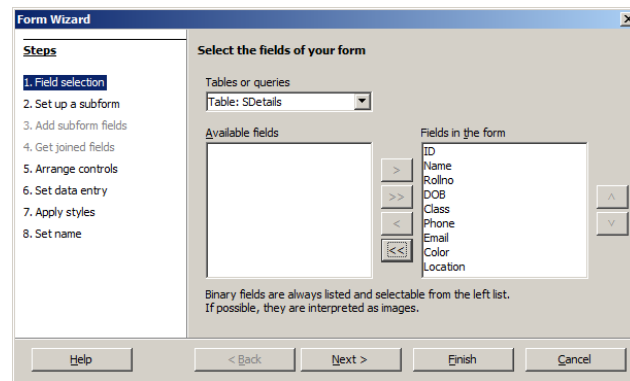 Form Wizard
Steps
1. Field selection
2. Set up a subform
3. Add subform fields
4. Get joined fields
5. Arrange controls
6. Set data entry
7. Apply styles
8. Set name
Select the fields of your form
Tables or queries
Table: SDetails
Available fields
Fields in the form
ID
Name
Rollno
DOB
Class
Phone
Email
Color
Location
>
>>
<
<<
Binary fields are always listed and selectable from the left list.
If possible, they are interpreted as images.
Help
< Back
Next >
Finish
Cancel